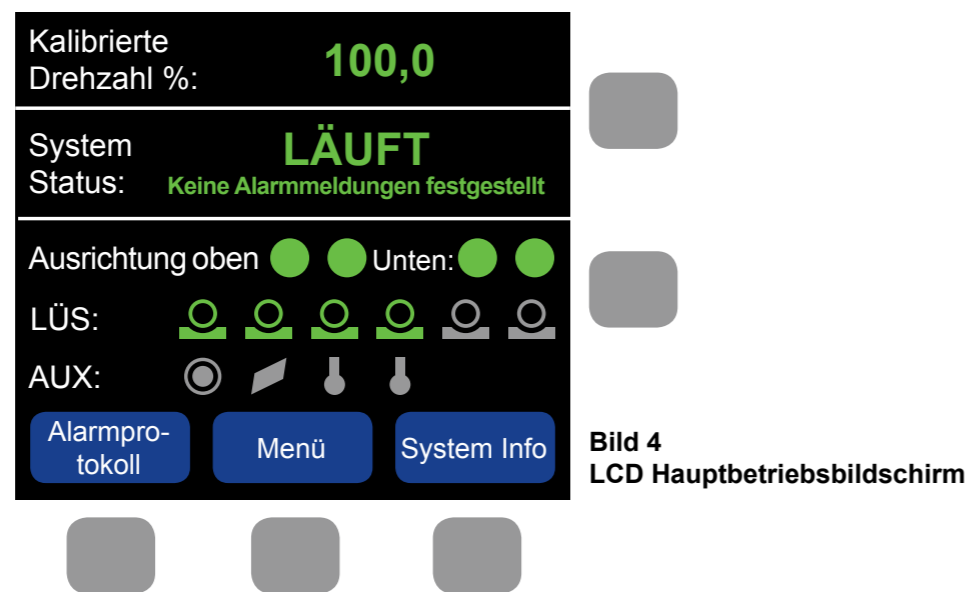 Kalibrierte
Drehzahl %:
100,0
System
Status:
LÄUFT
Keine Alarmmeldungen festgestellt
Ausrichtung oben Unten:
LÜS:
AUX:
Alarmpro-
tokoll
Menü
System Info
Bild 4
LCD Hauptbetriebsbildschirm